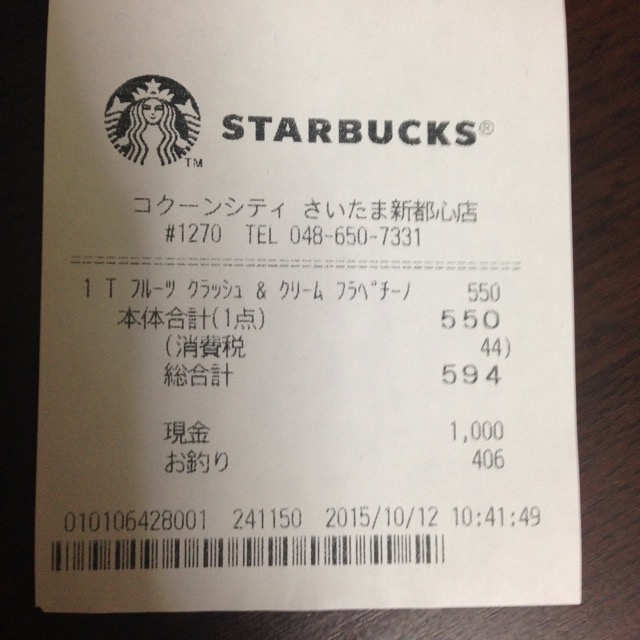 STARBUCKS®
TM
コクーンシティ さいたま新都心店
#1270 TEL 048-650-7331
1 T フルーツ クラッシュ & クリーム フラペチーノ 550
本体合計(1点) 550
(消費税 44)
総合計 594
現金 1,000
お釣り 406
010106428001 241150 2015/10/12 10:41:49